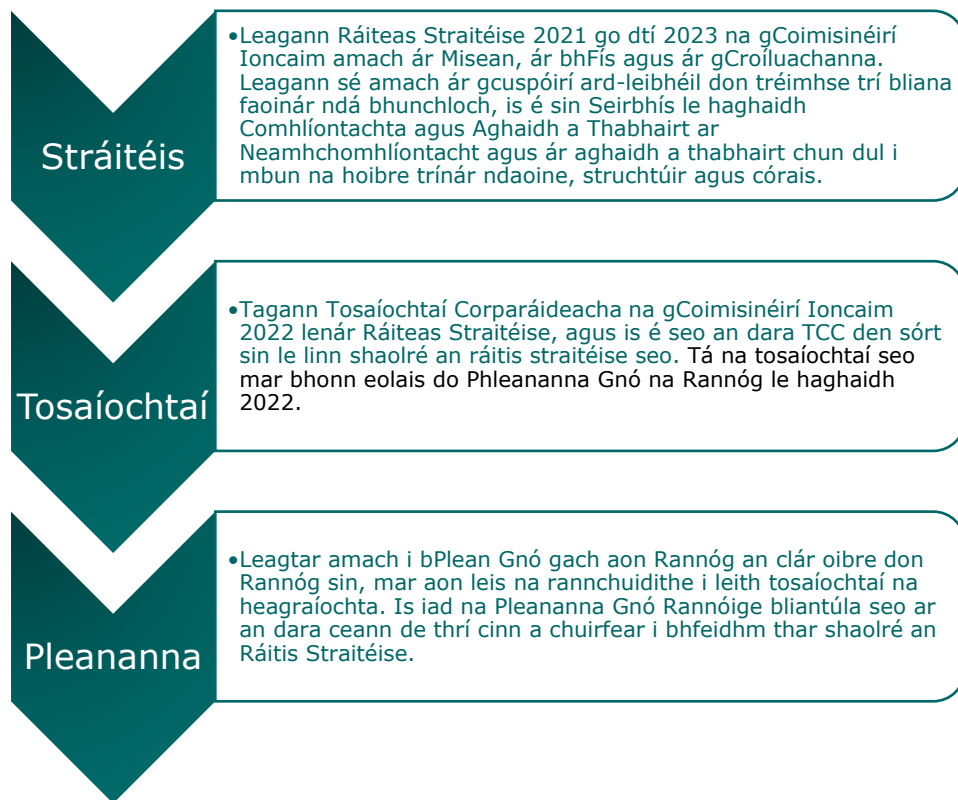 Stráitéis
•Leagann Ráiteas Straitéise 2021 go dtí 2023 na gCoimisinéirí
Ioncaim amach ár Misean, ár bhFís agus ár gCroíluachanna.
Leagann sé amach ár gcuspóirí ard-leibhéil don tréimhse trí bliana
faoinár ndá bhunchloch, is é sin Seirbhís le haghaidh
Comhlíontachta agus Aghaidh a Thabhairt ar
Neamhchomhlíontacht agus ár aghaidh a thabhairt chun dul i
mbun na hoibre trínár ndaoine, struchtúir agus córais.
Tosaíochtaí
•Tagann Tosaíochtaí Corparáideacha na gCoimisinéirí Ioncaim
2022 lenár Ráiteas Straitéise, agus is é seo an dara TCC den sórt
sin le linn shaolré an ráitis straitéise seo. Tá na tosaíochtaí seo
mar bhonn eolais do Phleananna Gnó na Rannóg le haghaidh
2022.
Pleananna
•Leagtar amach i bPlean Gnó gach aon Rannóg an clár oibre don
Rannóg sin, mar aon leis na rannchuidithe i leith tosaíochtaí na
heagraíochta. Is iad na Pleananna Gnó Rannóige bliantúla seo ar
an dara ceann de thrí cinn a chuirfear i bhfeidhm thar shaolré an
Ráitis Straitéise.